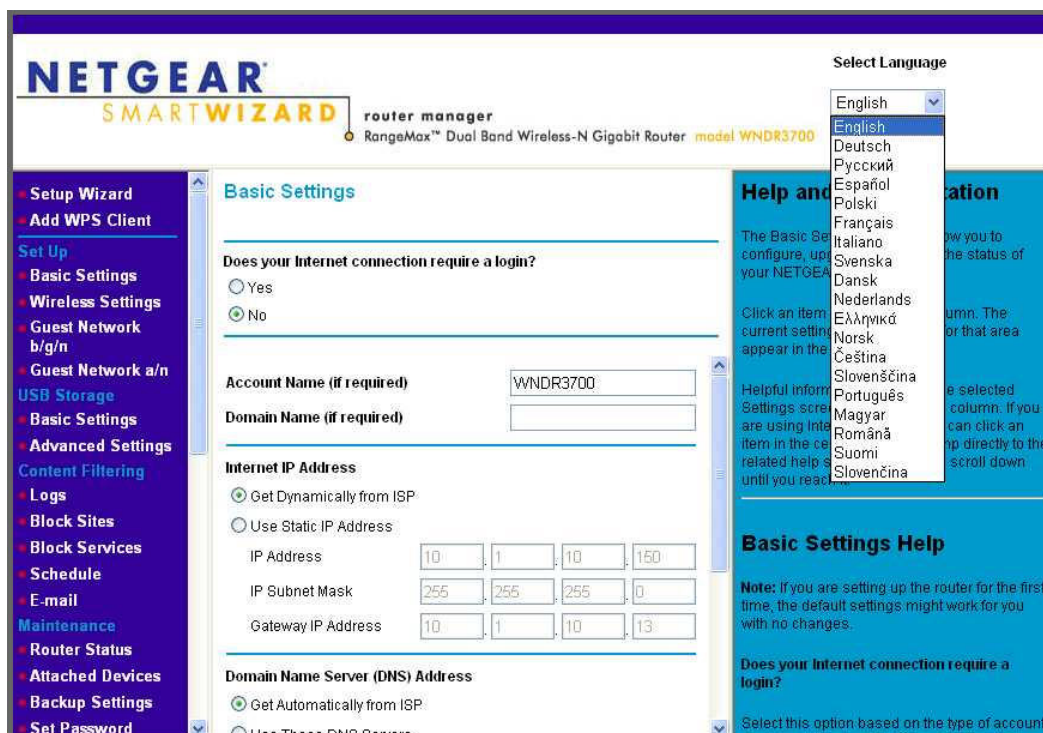 NETGEAR
SMARTWIZARD
router manager
RangeMax™ Dual Band Wireless-N Gigabit Router model WNDR3700
Select Language
English
English
Deutsch
Русский
Español
Polski
Français
Italiano
Svenska
Dansk
Nederlands
Ελληνικά
Norsk
Čeština
Slovenščina
Português
Magyar
Română
Suomi
Slovenčina
Setup Wizard
Add WPS Client
Set Up
Basic Settings
Wireless Settings
Guest Network
b/g/n
Guest Network a/n
USB Storage
Basic Settings
Advanced Settings
Content Filtering
Logs
Block Sites
Block Services
Schedule
E-mail
Maintenance
Router Status
Attached Devices
Backup Settings
Set Password
Basic Settings
Does your Internet connection require a login?
Yes
No
Account Name (if required) WNDR3700
Domain Name (if required)
Internet IP Address
Get Dynamically from ISP
Use Static IP Address
IP Address 10 . 1 . 10 . 150
IP Subnet Mask 255 . 255 . 255 . 0
Gateway IP Address 10 . 1 . 10 . 13
Domain Name Server (DNS) Address
Get Automatically from ISP
Use These DNS Servers
Help and
The Basic ow you to
configure, the status of
your
Click an item umn. The
current or that area
appear in the
Helpful e selected
Settings column. If you
are using can click an
item in the directly to the
related help scroll down
until you
Basic Settings Help
Note: If you are setting up the router for the first
time, the default settings might work for you
with no changes.
Does your Internet connection require a
login?
Select this option based on the type of account